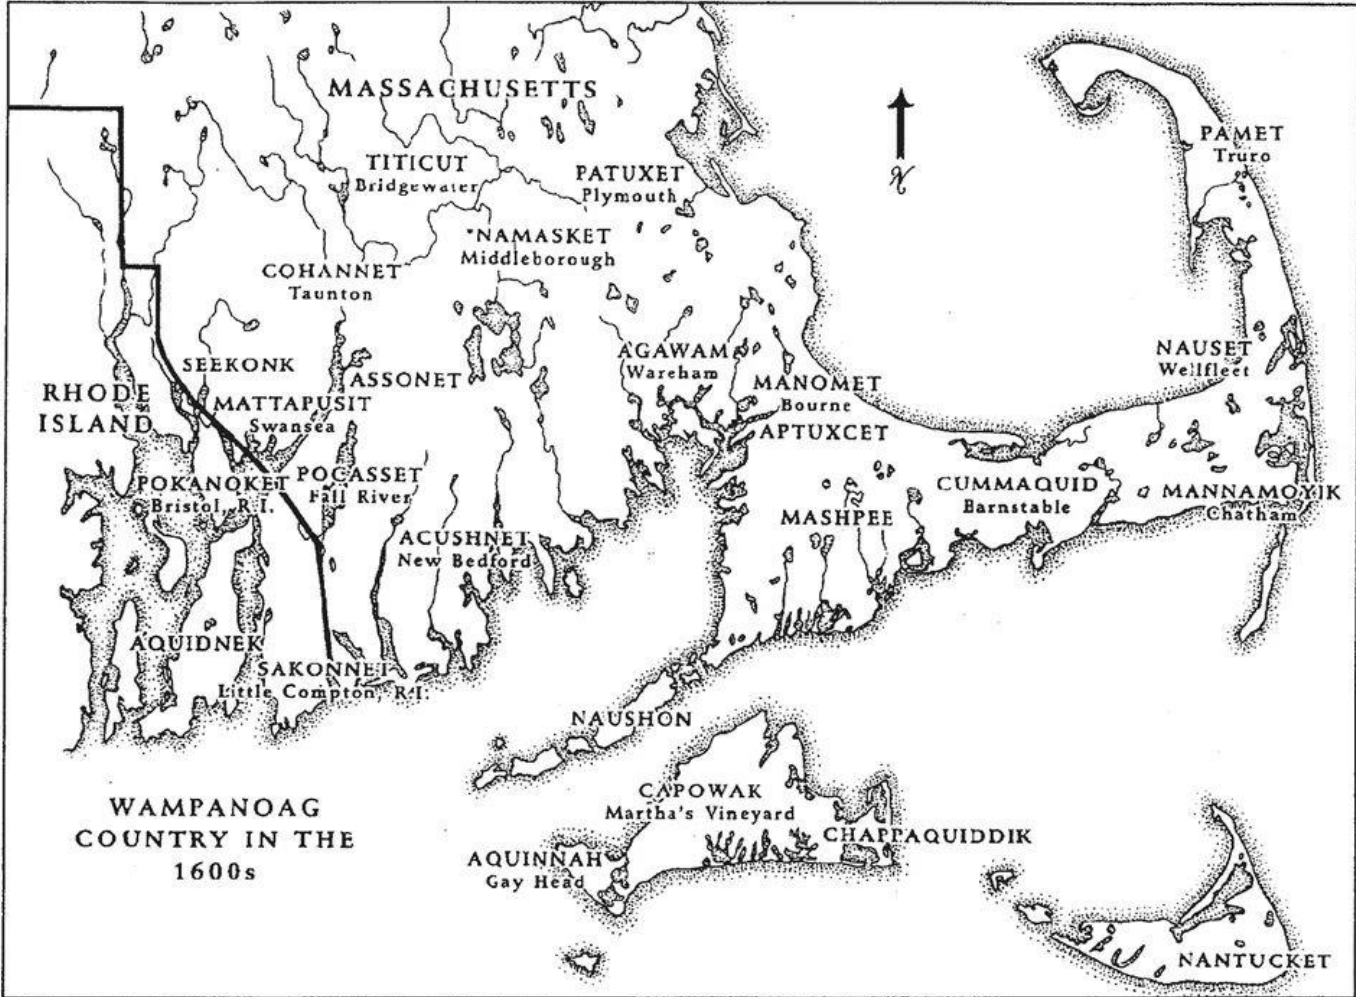 MASSACHUSETTS
PAMET
Truro
TITICUT
Bridgewater
PATUXET
Plymouth
N
*NAMASKET
Middleborough
COHANNET
Taunton
SEEKONK
ASSONET
AGAWAM
Wareham
NAUSET
Wellfleet
RHODE
ISLAND
MATTAPUSIT
Swansea
MANOMET
Bourne
APTUXCET
POKANOKET
Bristol, R.I.
POCASSET
Fall River
CUMMAQUID
Barnstable
MANNAMOYIK
Chatham
MASHPEE
ACUSHNET
New Bedford
AQUIDNEK
SAKONNET
Little Compton, R.I.
NAUSHON
CAPOWAK
Martha's Vineyard
CHAPPAQUIDDIK
AQUINNAH
Gay Head
WAMPANOAG
COUNTRY IN THE
1600s
NANTUCKET